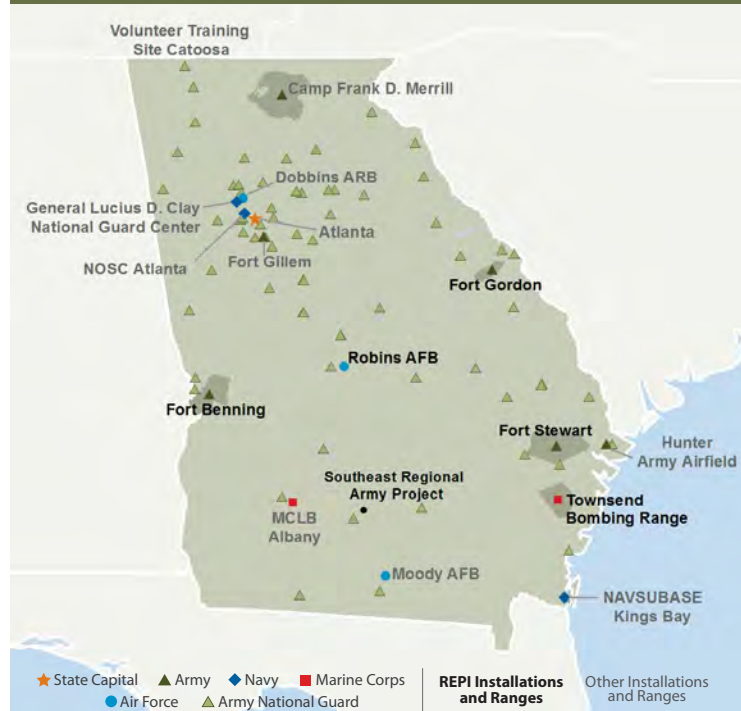 Volunteer Training
Site Catoosa
Camp Frank D. Merrill
Dobbins ARB
General Lucius D. Clay
National Guard Center
Atlanta
NOSC Atlanta
Fort Gillem
Fort Gordon
Robins AFB
Fort Benning
Fort Stewart
Hunter
Army Airfield
Southeast Regional
Army Project
MCLB
Albany
Townsend
Bombing Range
Moody AFB
NAVSUBASE
Kings Bay
State Capital
Army
Navy
Marine Corps
Air Force
Army National Guard
REPI Installations
and Ranges
Other Installations
and Ranges